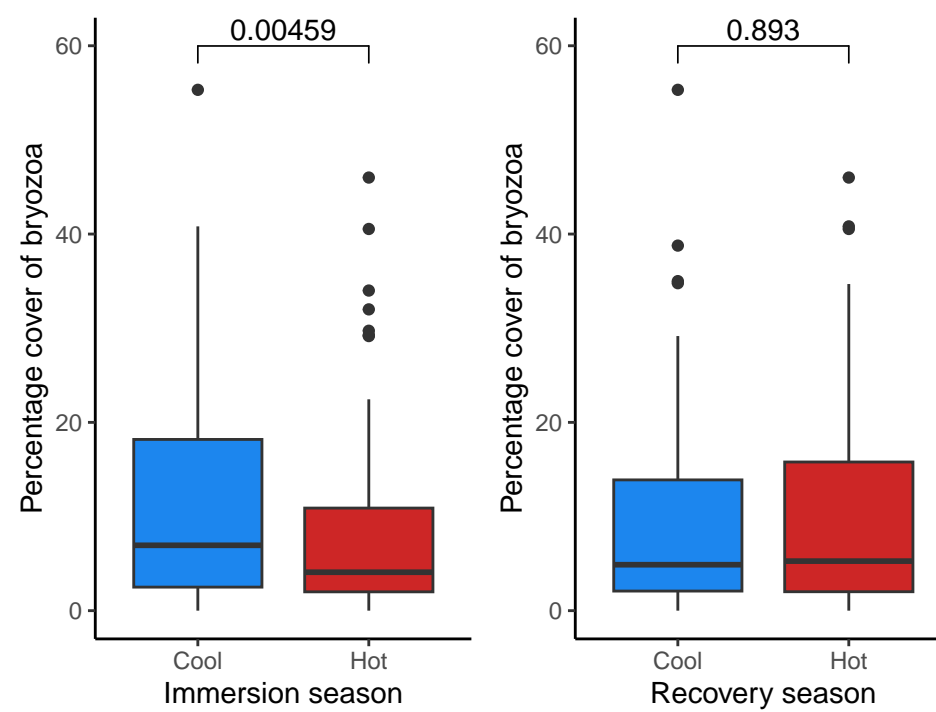 0.00459
60
40
20
0
Percentage cover of bryozoa
Cool Hot
Immersion season
0.893
60
40
20
0
Percentage cover of bryozoa
Cool Hot
Recovery season